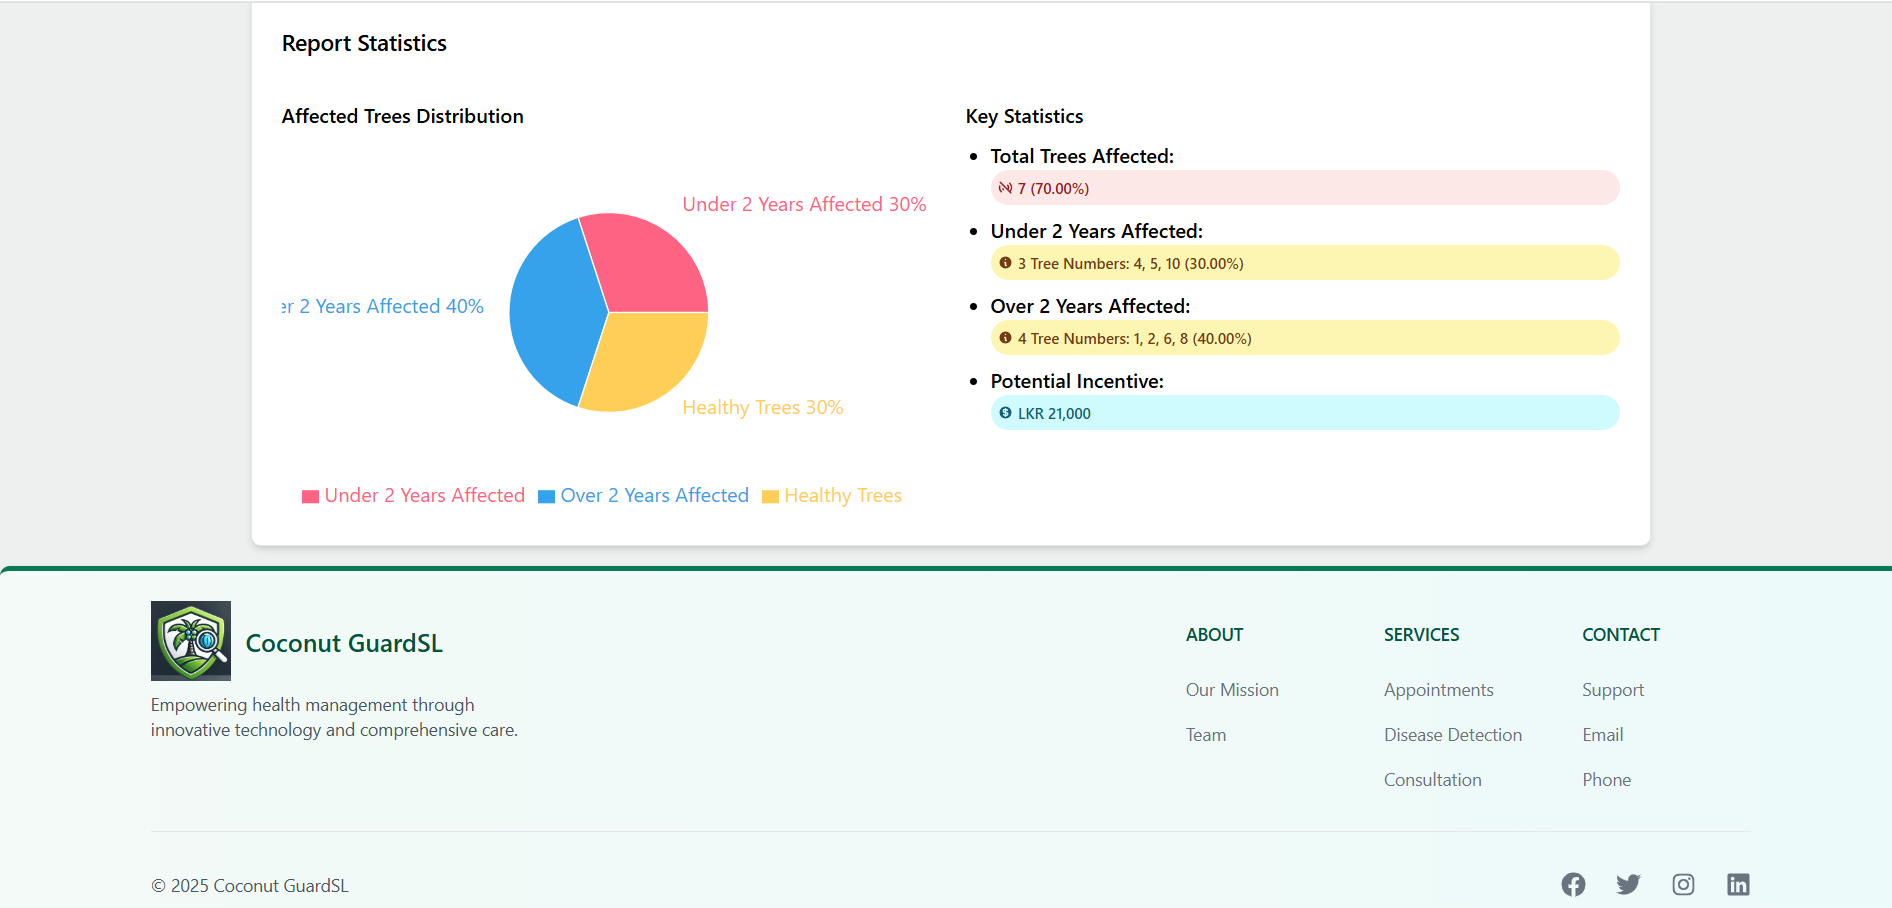 Report Statistics
Affected Trees Distribution
Under 2 Years Affected 30%
er 2 Years Affected 40%
Healthy Trees 30%
Under 2 Years Affected Over 2 Years Affected Healthy Trees
Key Statistics
Total Trees Affected:
7 (70.00%)
Under 2 Years Affected:
3 Tree Numbers: 4, 5, 10 (30.00%)
Over 2 Years Affected:
4 Tree Numbers: 1, 2, 6, 8 (40.00%)
Potential Incentive:
LKR 21,000
Coconut GuardSL
Empowering health management through
innovative technology and comprehensive care.
ABOUT
Our Mission
Team
SERVICES
Appointments
Disease Detection
Consultation
CONTACT
Support
Email
Phone
© 2025 Coconut GuardSL